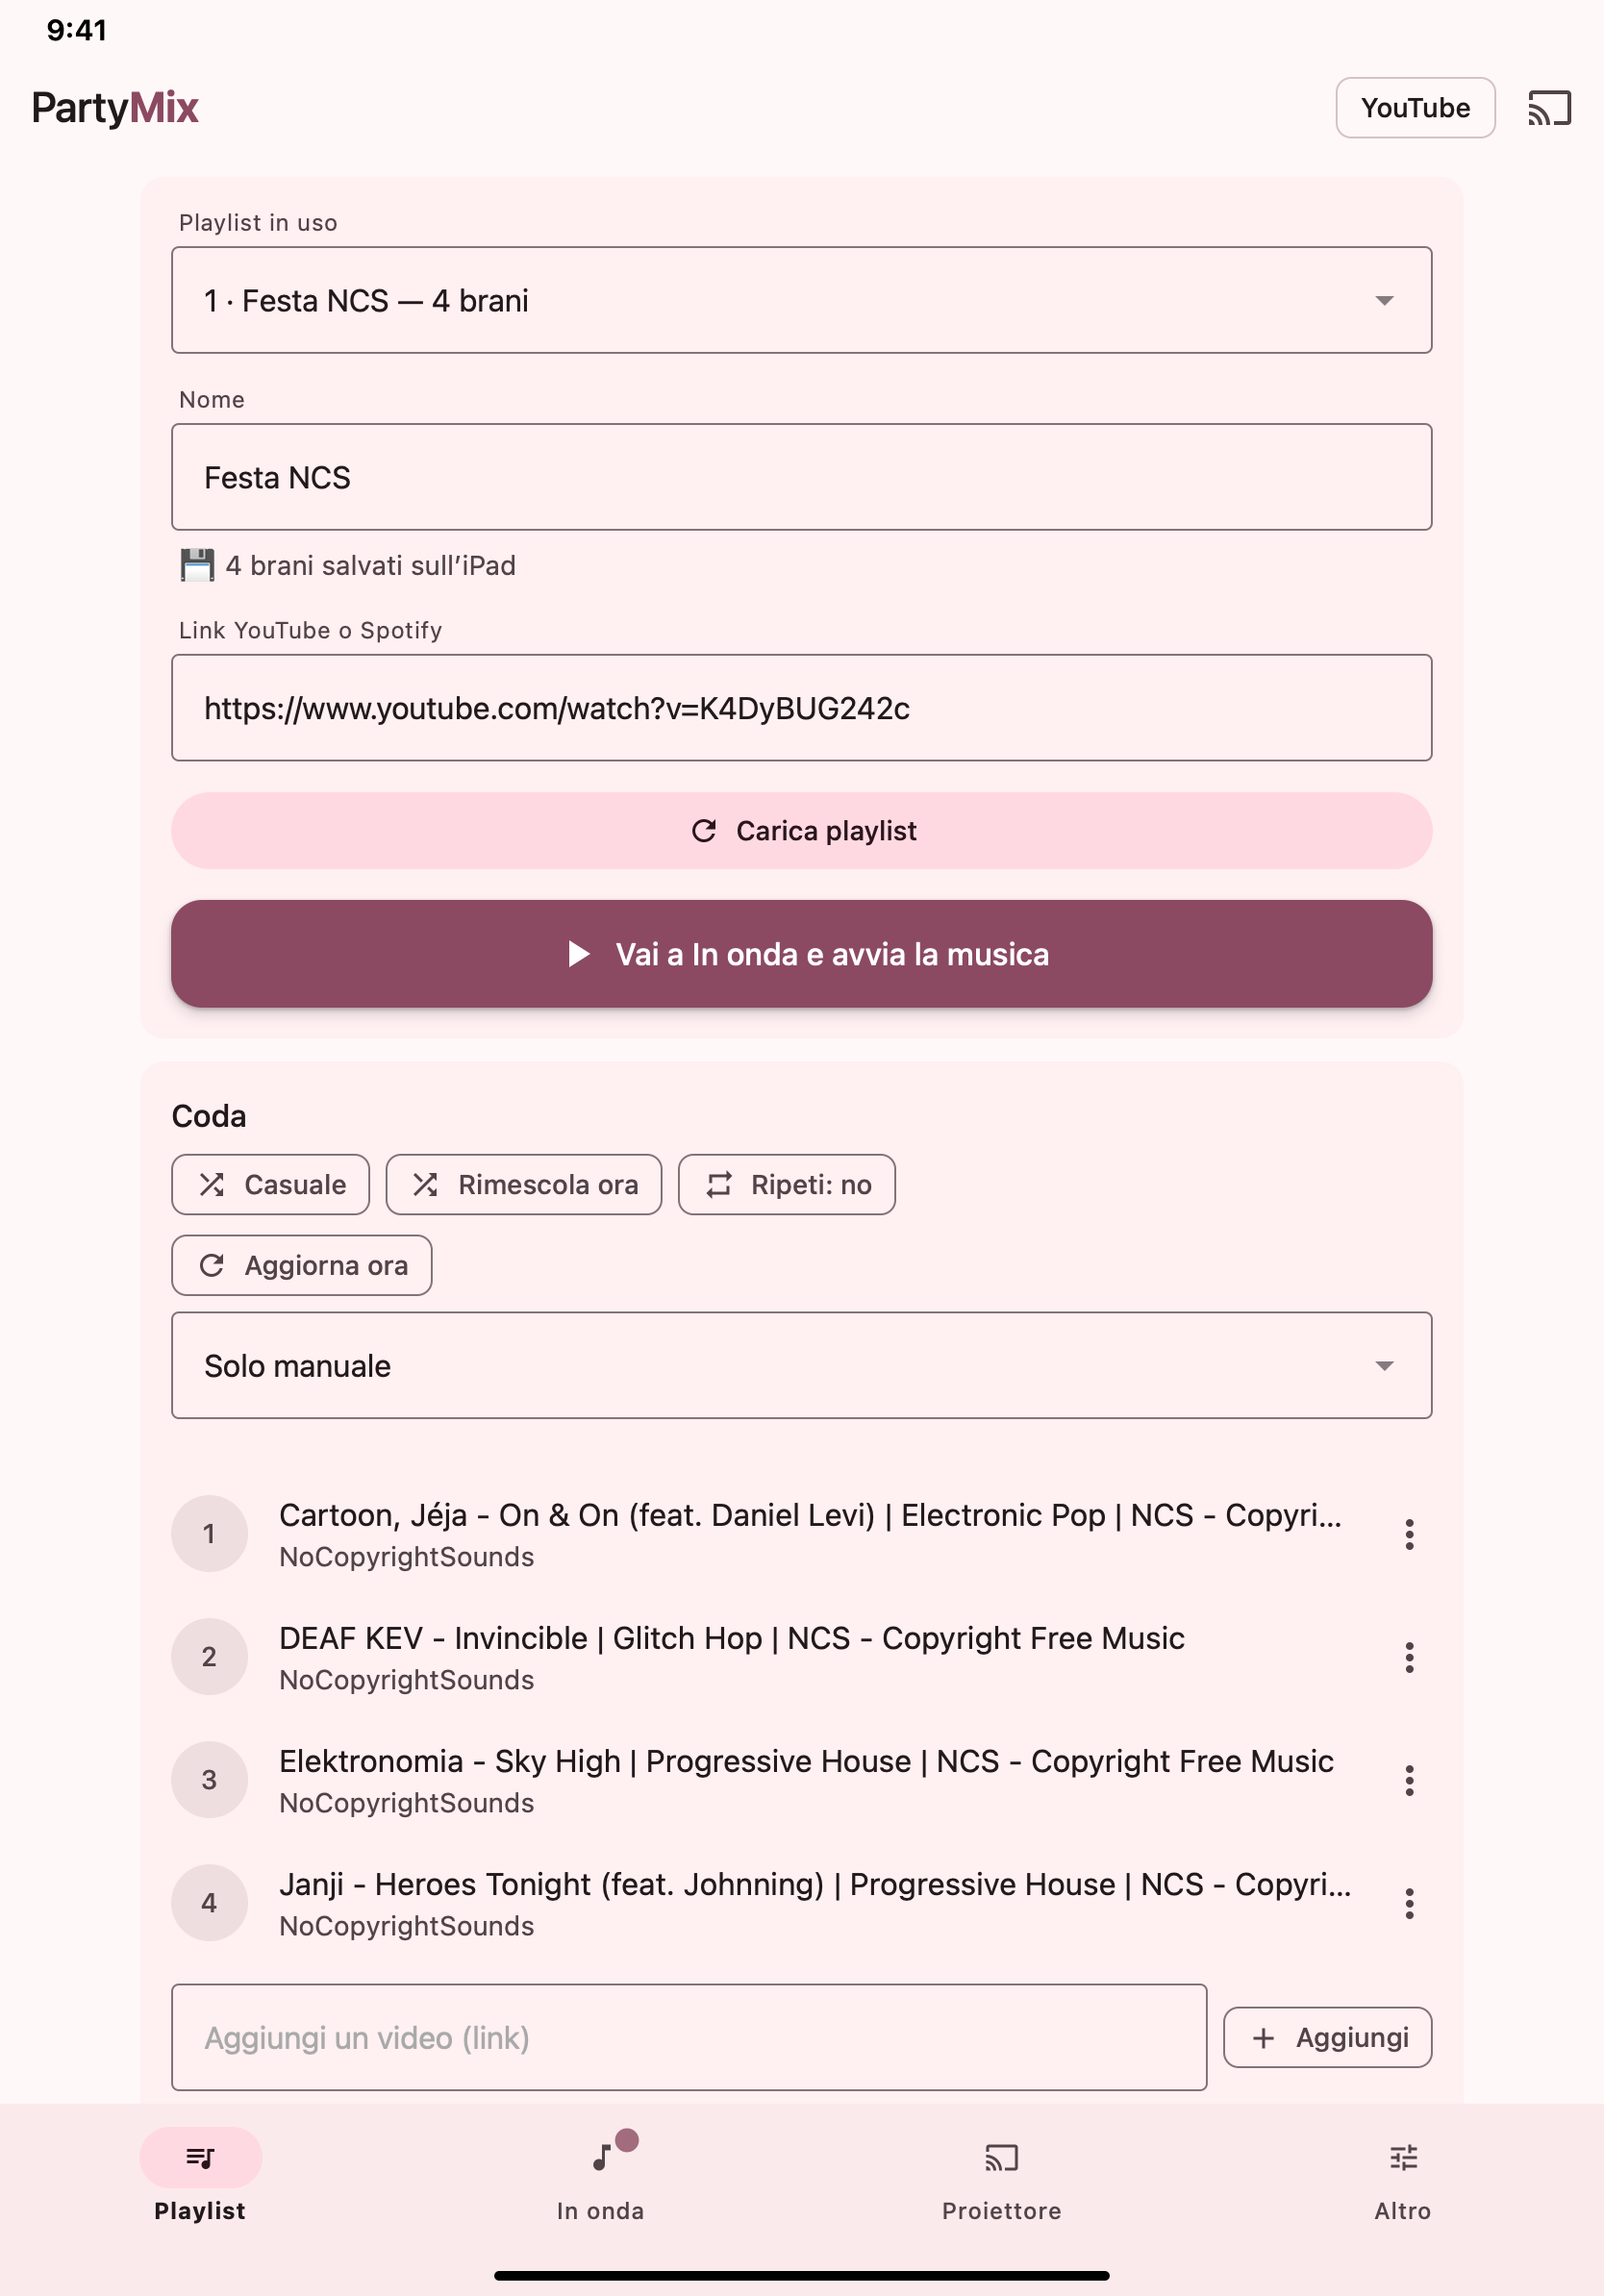 9:41
PartyMix
YouTube
Playlist in uso
1 · Festa NCS — 4 brani
Nome
Festa NCS
4 brani salvati sull’iPad
Link YouTube o Spotify
https://www.youtube.com/watch?v=K4DyBUG242c
Carica playlist
Vai a In onda e avvia la musica
Coda
Casuale
Rimescola ora
Ripeti: no
Aggiorna ora
Solo manuale
1
Cartoon, Jéja - On & On (feat. Daniel Levi) | Electronic Pop | NCS - Copyri...
NoCopyrightSounds
2
DEAF KEV - Invincible | Glitch Hop | NCS - Copyright Free Music
NoCopyrightSounds
3
Elektronomia - Sky High | Progressive House | NCS - Copyright Free Music
NoCopyrightSounds
4
Janji - Heroes Tonight (feat. Johnning) | Progressive House | NCS - Copyri...
NoCopyrightSounds
Aggiungi un video (link)
Aggiungi
Playlist
In onda
Proiettore
Altro